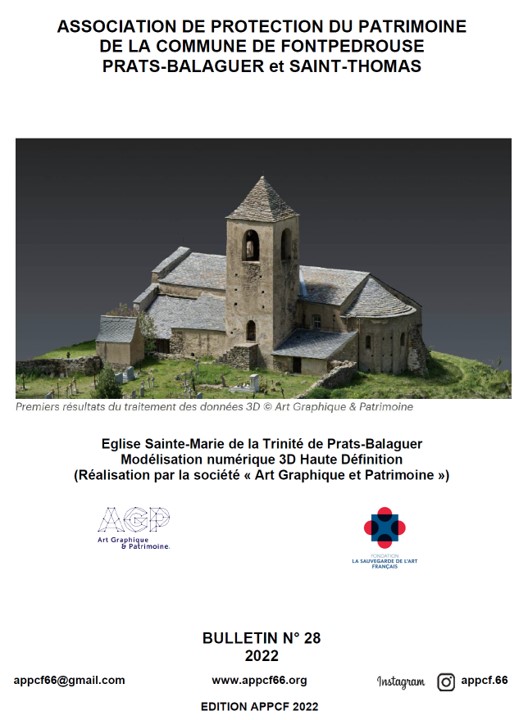 ASSOCIATION DE PROTECTION DU PATRIMOINE
DE LA COMMUNE DE FONTPEDROUSE
PRATS-BALAGUER et SAINT-THOMAS
Premiers résultats du traitement des données 3D © Art Graphique & Patrimoine
Eglise Sainte-Marie de la Trinité de Prats-Balaguer
Modélisation numérique 3D Haute Définition
(Réalisation par la société « Art Graphique et Patrimoine »)
AGP
Art Graphique
& Patrimoine.
FONDATION
LA SAUVEGARDE DE L'ART
FRANÇAIS
BULLETIN N° 28
2022
appcf66@gmail.com www.appcf66.org Instagram appcf.66
EDITION APPCF 2022